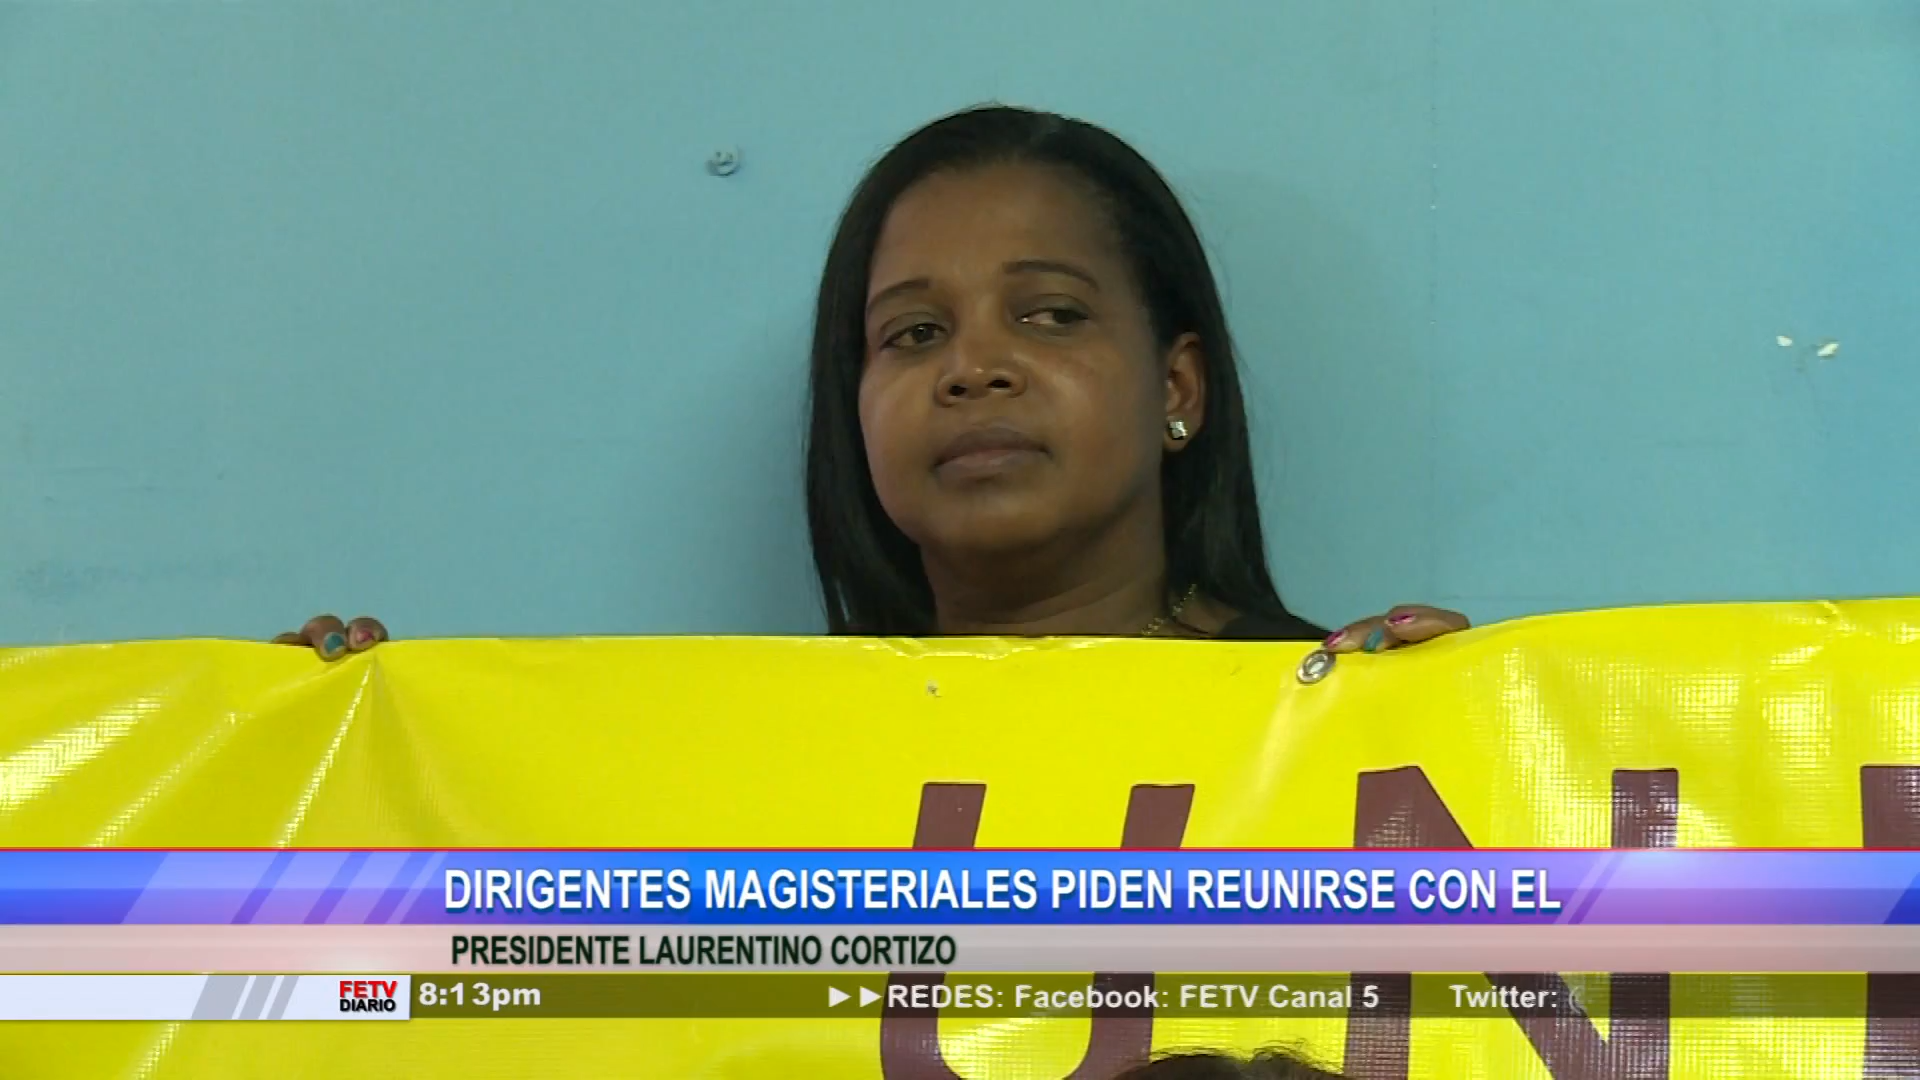 UNI
DIRIGENTES MAGISTERIALES PIDEN REUNIRSE CON EL
PRESIDENTE LAURENTINO CORTIZO
FETV
DIARIO
8:13pm
►►REDES: Facebook: FETV Canal 5 Twitter: